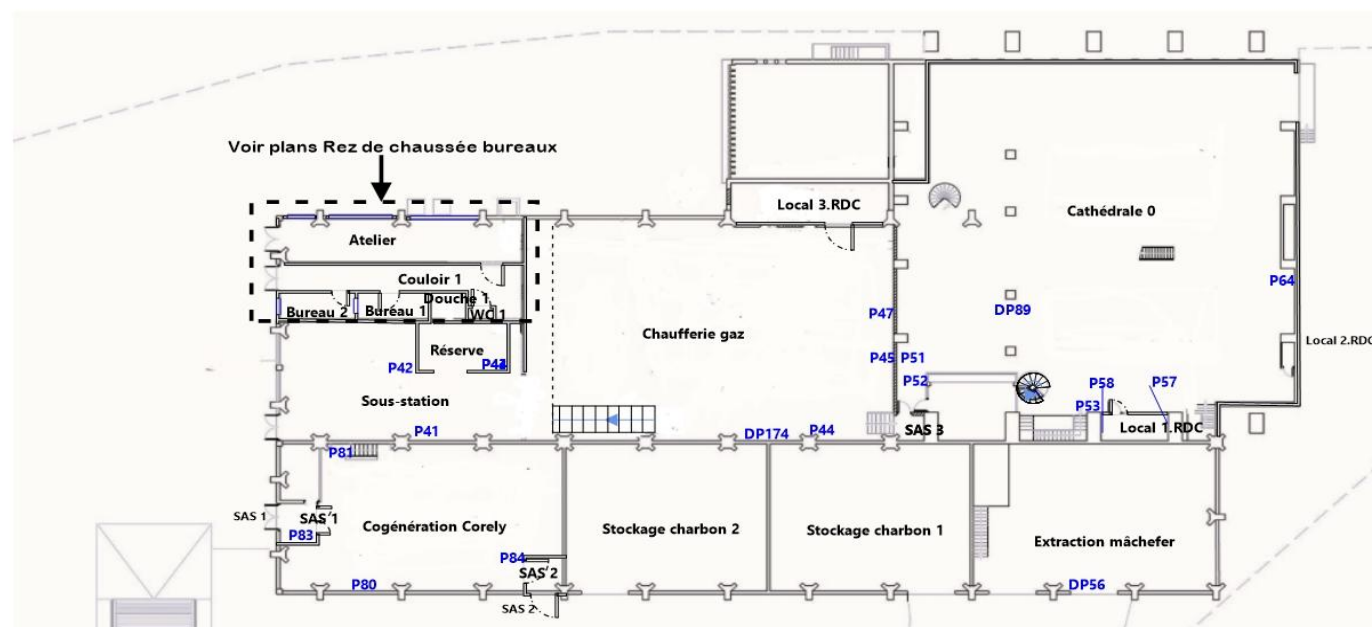 Voir plans Rez de chaussée bureaux
Local 3.RDC
Cathédrale 0
Atelier
Couloir 1
P64
Douche 1
Bureau 2
Bureau 1
WC 1
DP89
P47
Chaufferie gaz
Réserve
P42
P45
P51
Local 2.RDC
P52
P58
P57
Sous-station
P53
P41
DP174
P44
SAS 3
Local 1.RDC
P81
SAS 1
SAS'1
Cogénération Corely
Stockage charbon 2
Stockage charbon 1
Extraction mâchefer
P83
P84
SAS'2
P80
DP56
SAS 2